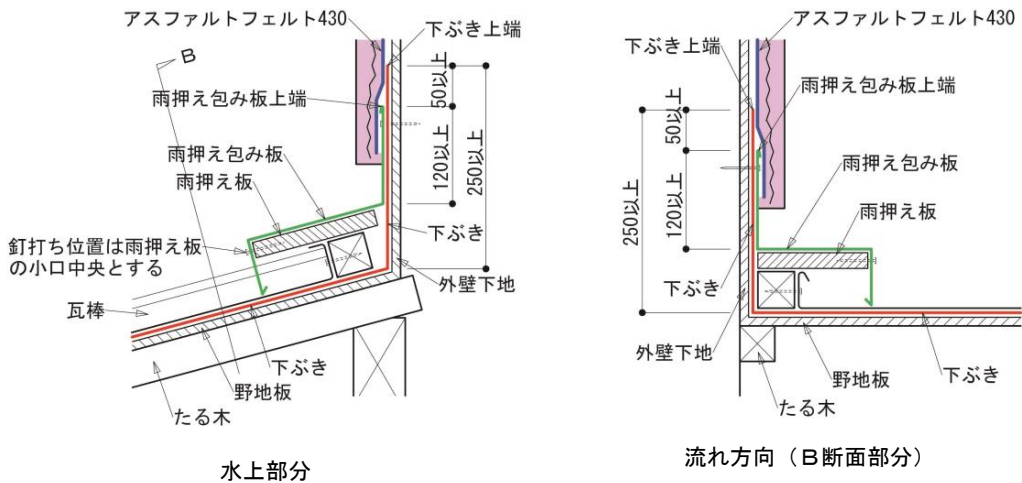 アスファルトフェルト430
下ぶき上端
B
雨押え包み板上端
雨押え包み板
雨押え板
釘打ち位置は雨押え板
の小口中央とする
瓦棒
50以上
120以上
250以上
下ぶき
外壁下地
下ぶき
野地板
たる木
水上部分
アスファルトフェルト430
下ぶき上端
雨押え包み板上端
50以上
120以上
250以上
雨押え包み板
雨押え板
下ぶき
外壁下地
下ぶき
野地板
たる木
流れ方向(B断面部分)